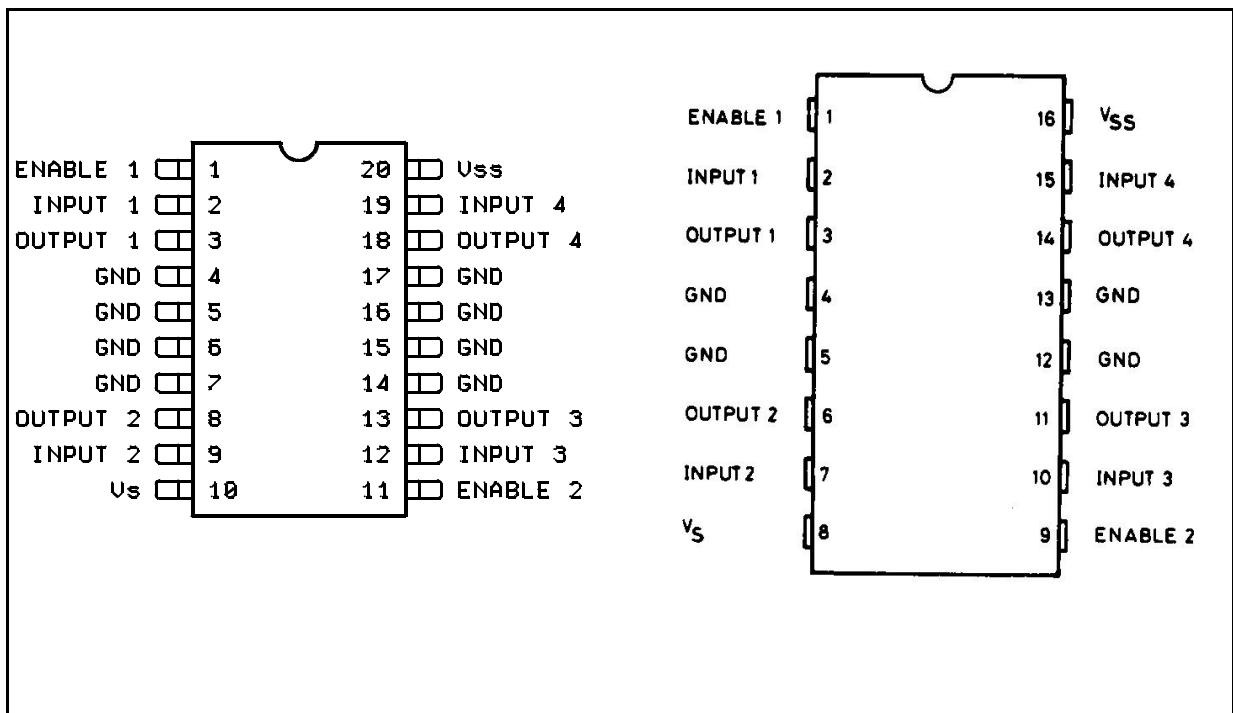 ENABLE 1 1 20 Vss
INPUT 1 2 19 INPUT 4
OUTPUT 1 3 18 OUTPUT 4
GND 4 17 GND
GND 5 16 GND
GND 6 15 GND
GND 7 14 GND
OUTPUT 2 8 13 OUTPUT 3
INPUT 2 9 12 INPUT 3
Vs 10 11 ENABLE 2
ENABLE 1 1 16 VSS
INPUT 1 2 15 INPUT 4
OUTPUT 1 3 14 OUTPUT 4
GND 4 13 GND
GND 5 12 GND
OUTPUT 2 6 11 OUTPUT 3
INPUT 2 7 10 INPUT 3
VS 8 9 ENABLE 2